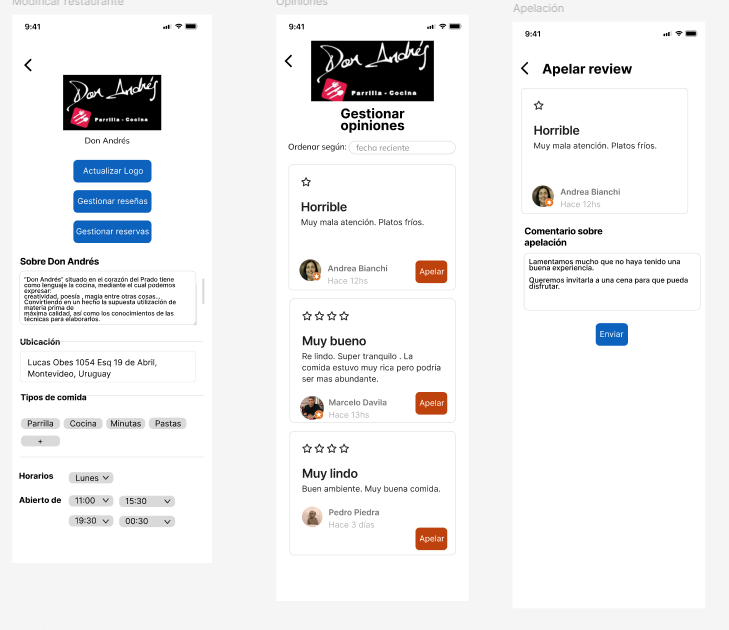 Modificar restaurante
9:41
Don Andrés
Parrilla - Cocina
Don Andrés
Actualizar Logo
Gestionar reseñas
Gestionar reservas
Sobre Don Andrés
"Don Andrés" situado en el corazón del Prado tiene
como lenguaje la cocina, mediante el cual podemos
expresar:
creatividad, poesía , magia entre otras cosas...
Convirtiendo en un hecho la supuesta utilización de
materia prima de
máxima calidad, así como los conocimientos de las
técnicas para elaborarlos.
Ubicación
Lucas Obes 1054 Esq 19 de Abril,
Montevideo, Uruguay
Tipos de comida
Parrilla Cocina Minutas Pastas
+
Horarios Lunes
Abierto de 11:00 15:30
19:30 00:30
Opiniones
9:41
Don Andrés
Parrilla - Cocina
Gestionar
opiniones
Ordenar según: fecha reciente
Horrible
Muy mala atención. Platos fríos.
Andrea Bianchi
Hace 12hs
Apelar
Muy bueno
Re lindo. Super tranquilo . La
comida estuvo muy rica pero podria
ser mas abundante.
Marcelo Davila
Hace 13hs
Apelar
Muy lindo
Buen ambiente. Muy buena comida.
Pedro Piedra
Hace 3 días
Apelar
Apelación
9:41
Apelar review
Horrible
Muy mala atención. Platos fríos.
Andrea Bianchi
Hace 12hs
Comentario sobre
apelación
Lamentamos mucho que no haya tenido una
buena experiencia.
Queremos invitarla a una cena para que pueda
disfrutar.
Enviar